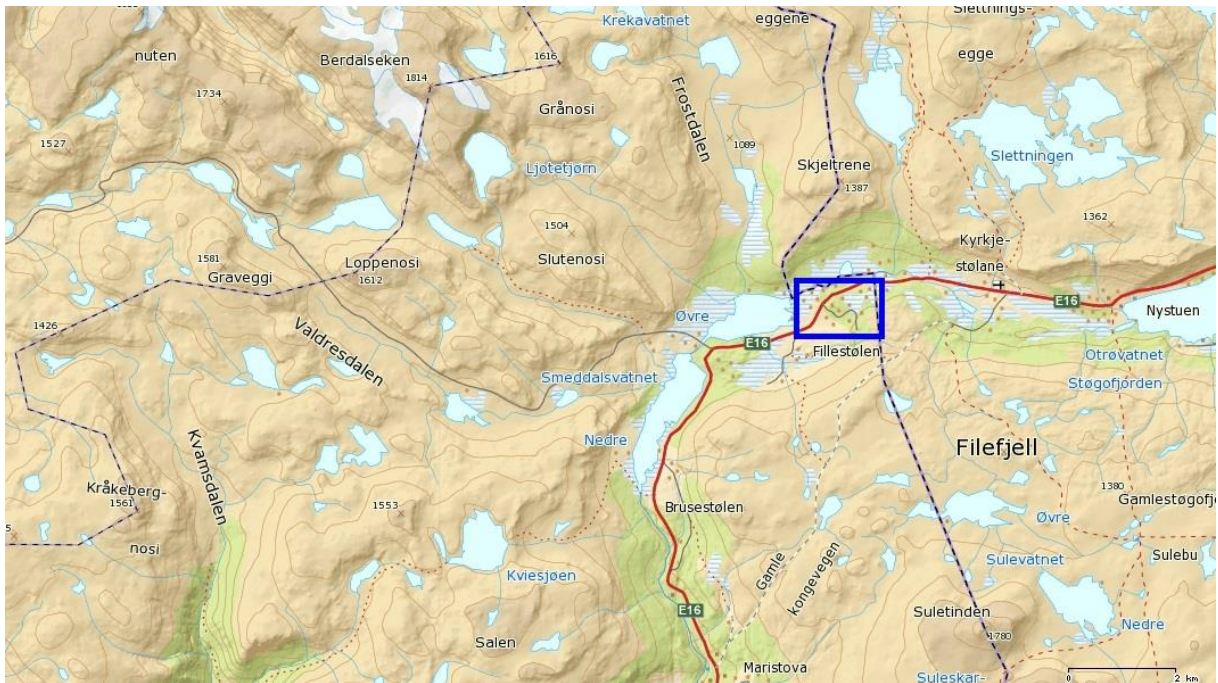 Krekavatnet
eggene
Slettnings-
egge
nuten
Berdalseken
1814
1616
1734
Grånosi
Frostdalen
1527
1089
Ljotetjørn
Skjeltrene
1387
Slettningen
1362
1504
Slutenosi
Kyrkje-
stølane
1581
Graveggi
Loppenosi
1612
E16
Nystuen
Øvre
1426
Valdresdalen
E16
Fillestølen
Otrøvatnet
Smeddalsvatnet
Støgofjorden
Nedre
Kvamsdalen
Filefjell
Kråkeberg-
1561
nosi
1553
1380
Gamlestøgofj
Brusestølen
Øvre
Gamle
kongevegen
Sulevatnet
Sulebu
Kviesjøen
E16
Suletinden
1780
Nedre
Salen
Maristova
Suleskar-
0 2 km